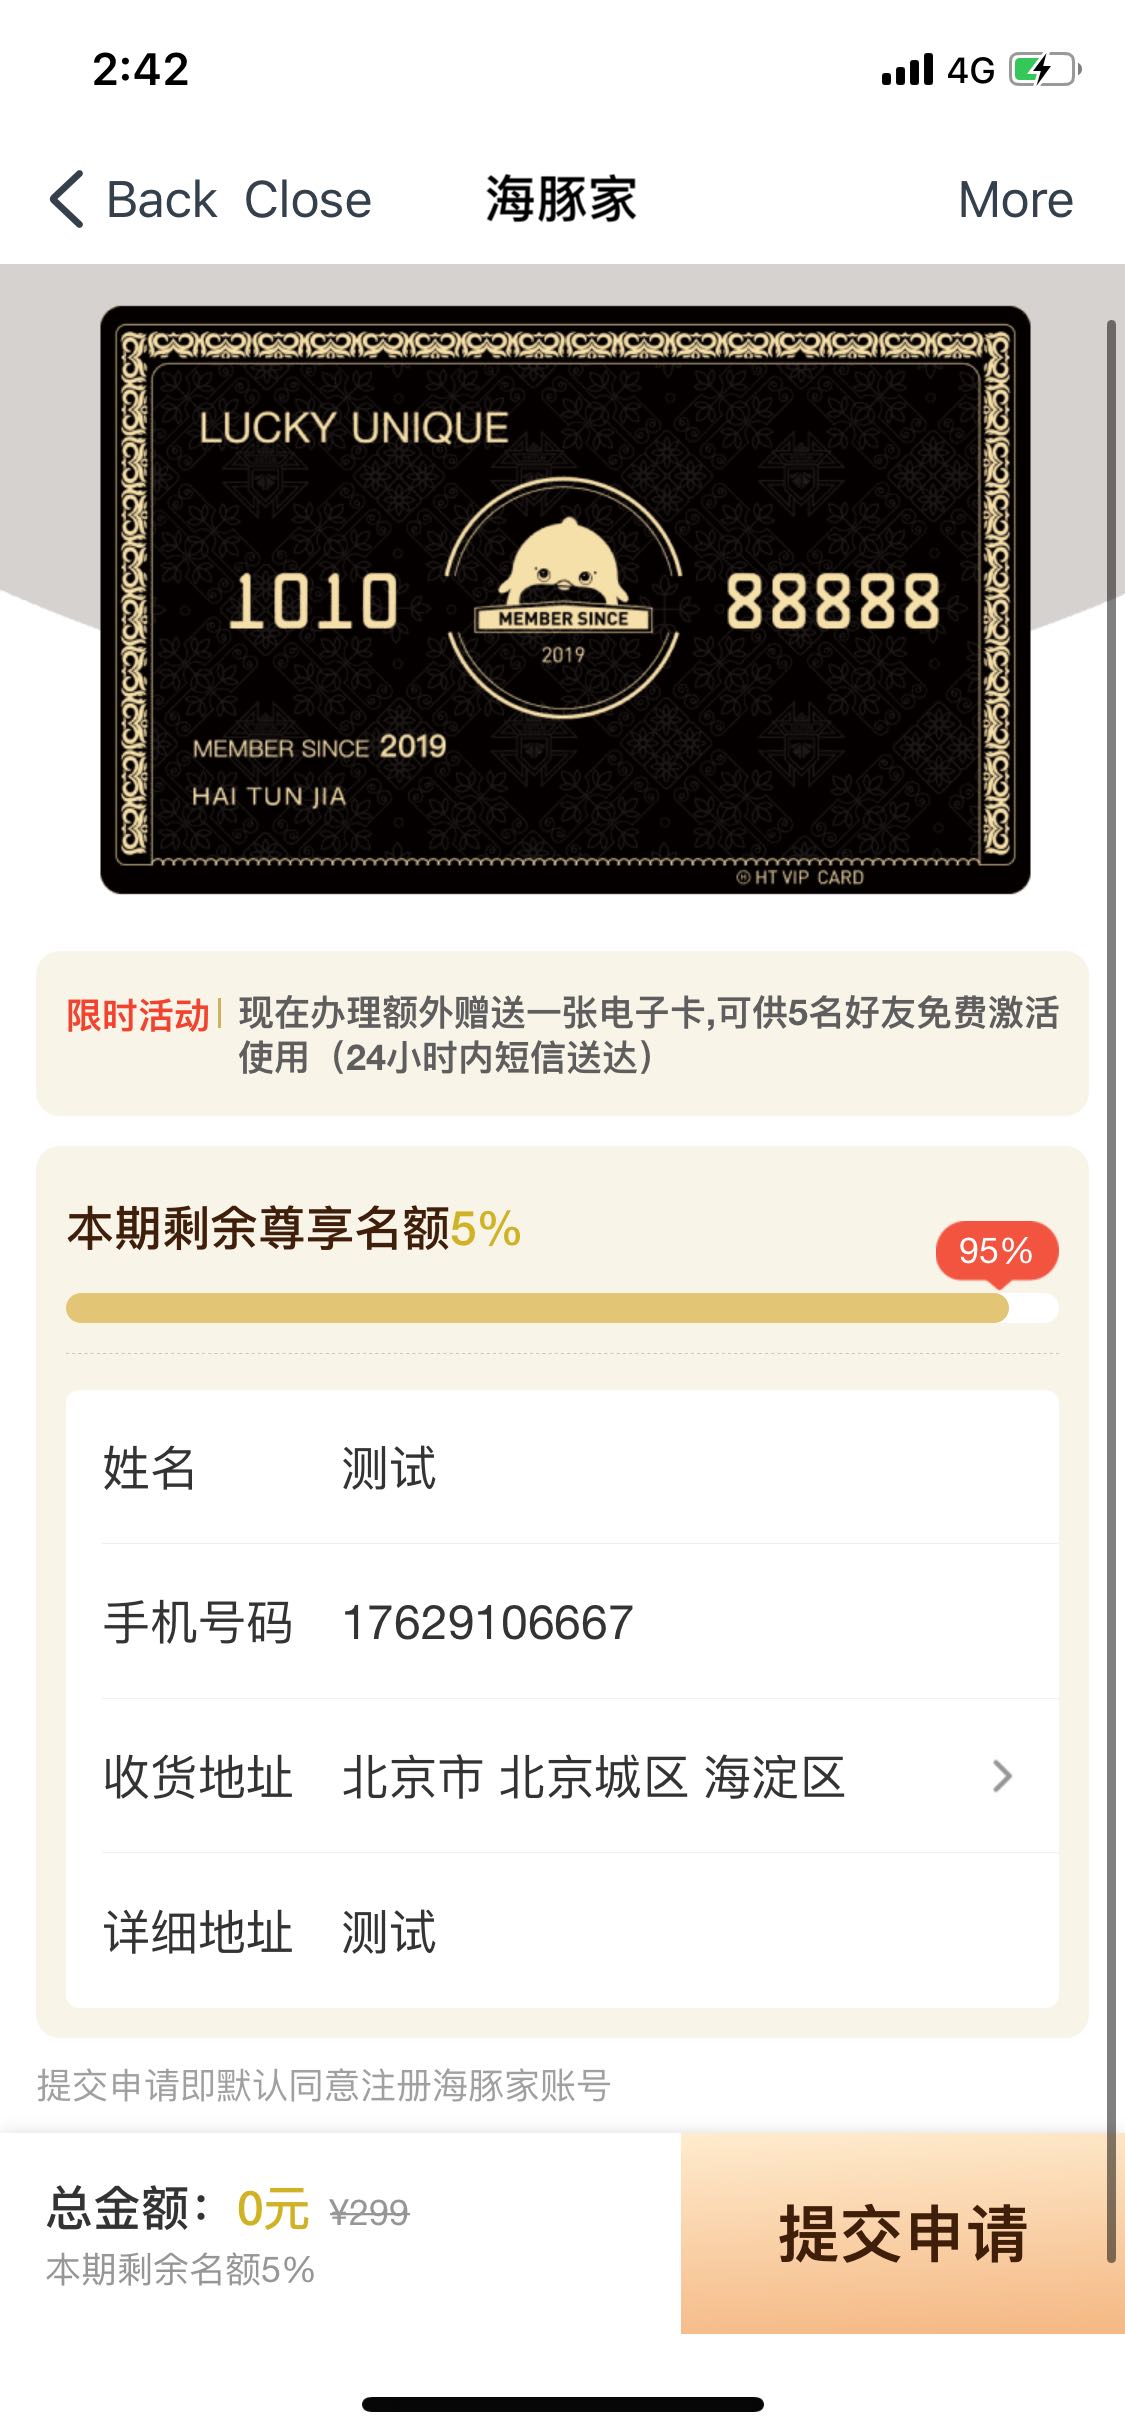 2:42
4G
Back Close 海豚家 More
LUCKY UNIQUE
1010
MEMBER SINCE
2019
88888
MEMBER SINCE 2019
HAI TUN JIA
Ⓗ HT VIP CARD
限时活动 现在办理额外赠送一张电子卡,可供5名好友免费激活
使用（24小时内短信送达）
本期剩余尊享名额5%
95%
姓名 测试
手机号码 17629106667
收货地址 北京市 北京城区 海淀区
详细地址 测试
提交申请即默认同意注册海豚家账号
总金额：0元 ¥299
本期剩余名额5%
提交申请